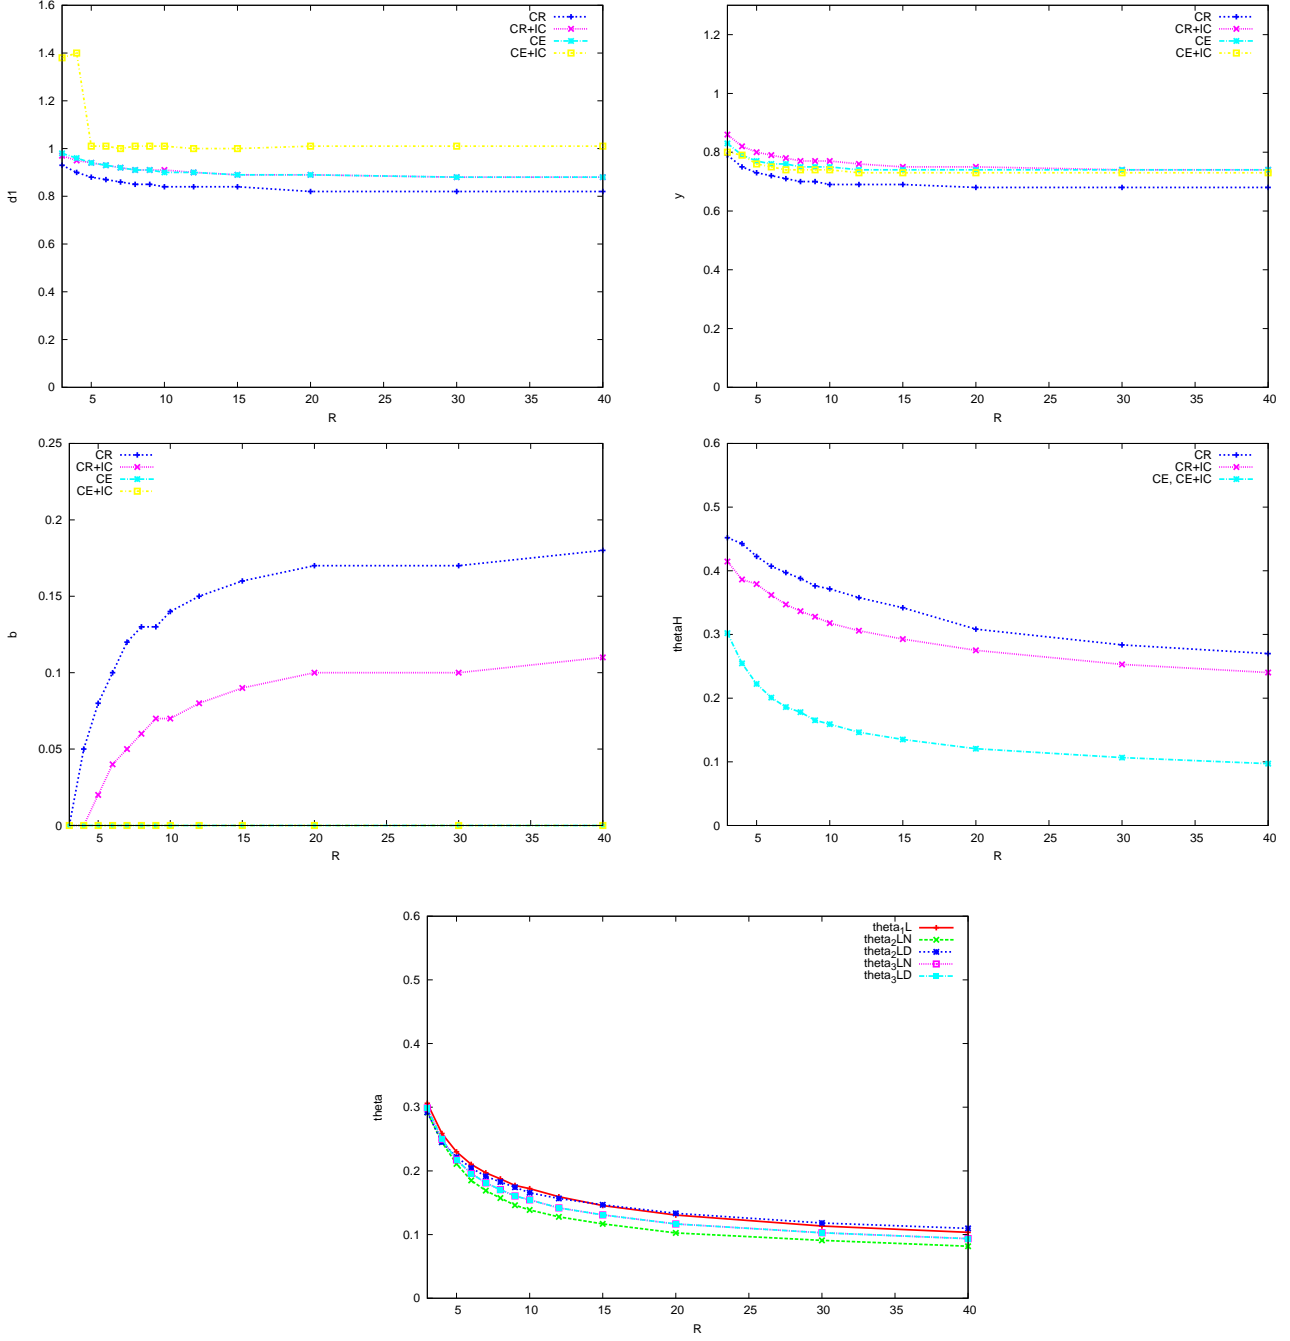 1.6
1.4
1.2
1
0.8
0.6
0.4
0.2
0
d1
CR
CR+IC
CE
CE+IC
5 10 15 20 25 30 35 40
R
1.2
1
0.8
0.6
0.4
0.2
0
y
CR
CR+IC
CE
CE+IC
5 10 15 20 25 30 35 40
R
0.25
0.2
0.15
0.1
0.05
0
b
CR
CR+IC
CE
CE+IC
5 10 15 20 25 30 35 40
R
0.6
0.5
0.4
0.3
0.2
0.1
0
thetaH
CR
CR+IC
CE, CE+IC
5 10 15 20 25 30 35 40
R
0.6
0.5
0.4
0.3
0.2
0.1
0
theta
theta₁L
theta₂LN
theta₂LD
theta₃LN
theta₃LD
5 10 15 20 25 30 35 40
R